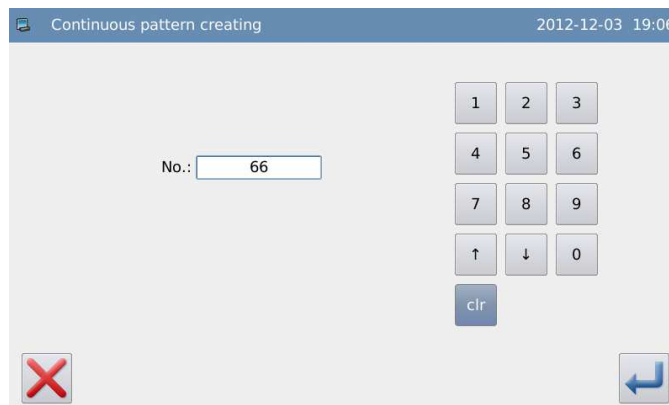 Continuous pattern creating 2012-12-03 19:06
1 2 3
No.: 66
4 5 6
7 8 9
↑ ↓ 0
clr